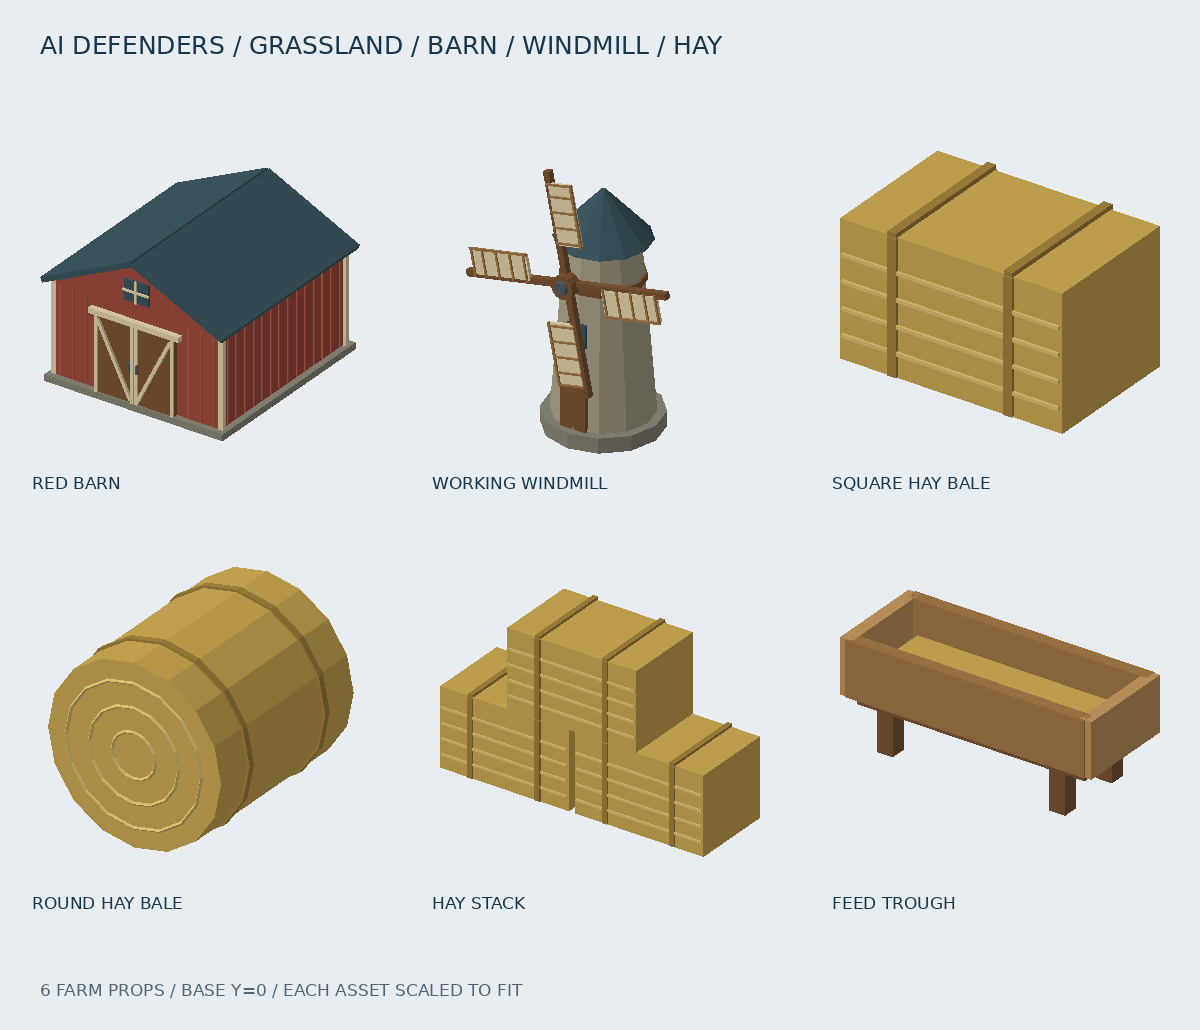 AI DEFENDERS / GRASSLAND / BARN / WINDMILL / HAY
RED BARN
WORKING WINDMILL
SQUARE HAY BALE
ROUND HAY BALE
HAY STACK
FEED TROUGH
6 FARM PROPS / BASE Y=0 / EACH ASSET SCALED TO FIT